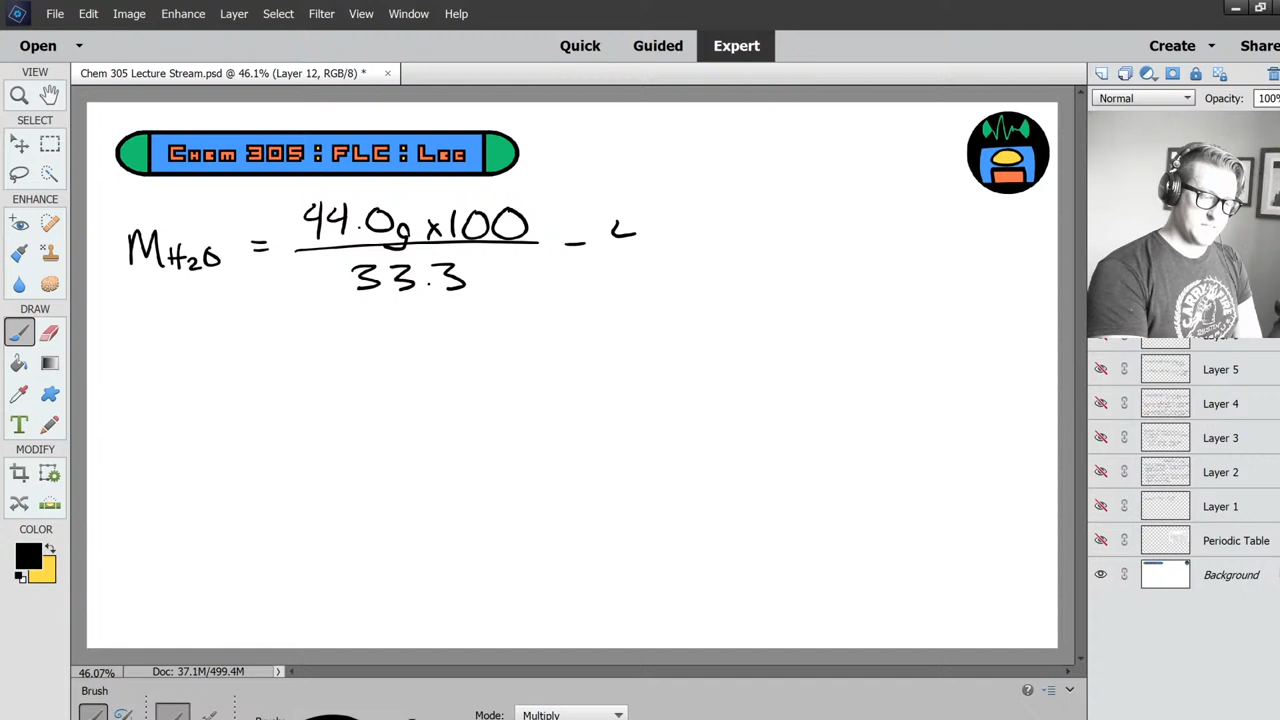 File Edit Image Enhance Layer Select Filter View Window Help
Open Quick Guided Expert Create Share
VIEW
Chem 305 Lecture Stream.psd @ 46.1% (Layer 12, RGB/8) * ×
Normal Opacity: 100%
SELECT
Chem 305 : FLC : Lec
ENHANCE
44.0g x100
M H₂O = —
33.3
DRAW
Layer 5
Layer 4
Layer 3
MODIFY
Layer 2
Layer 1
COLOR
Periodic Table
Background
46.07% Doc: 37.1M/499.4M
Brush
Mode: Multiply